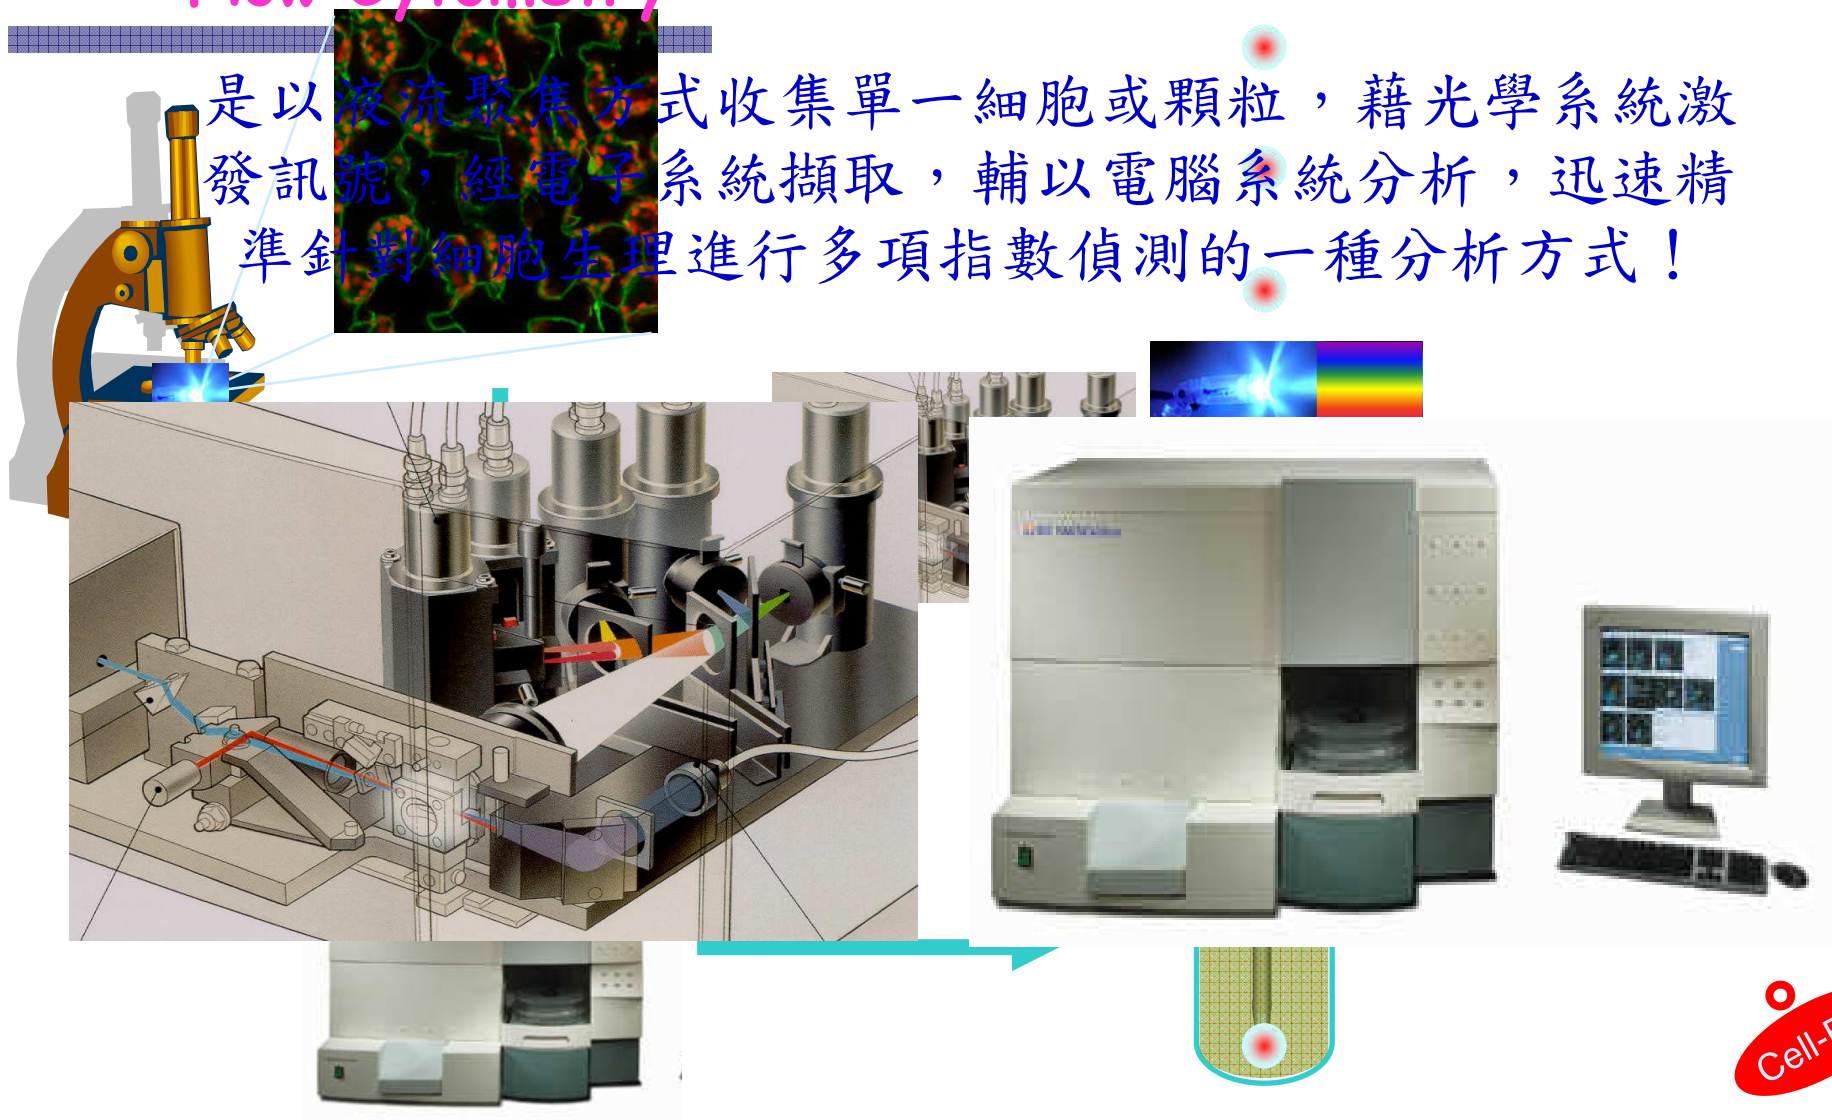 Flow Cytometry
是以液流聚焦方式收集單一細胞或顆粒，藉光學系統激
發訊號，經電子系統擷取，輔以電腦系統分析，迅速精
準針對細胞生理進行多項指數偵測的一種分析方式！
Cell-